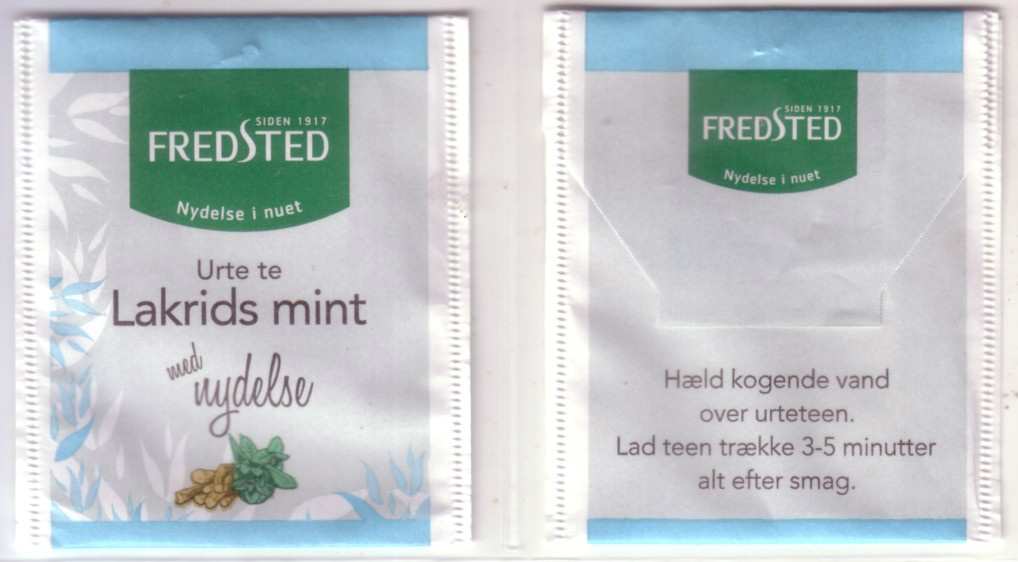 SIDEN 1917
FREDSTED
Nydelse i nuet
Urte te
Lakrids mint
med
nydelse
SIDEN 1917
FREDSTED
Nydelse i nuet
Hæld kogende vand
over urteteen.
Lad teen trække 3-5 minutter
alt efter smag.